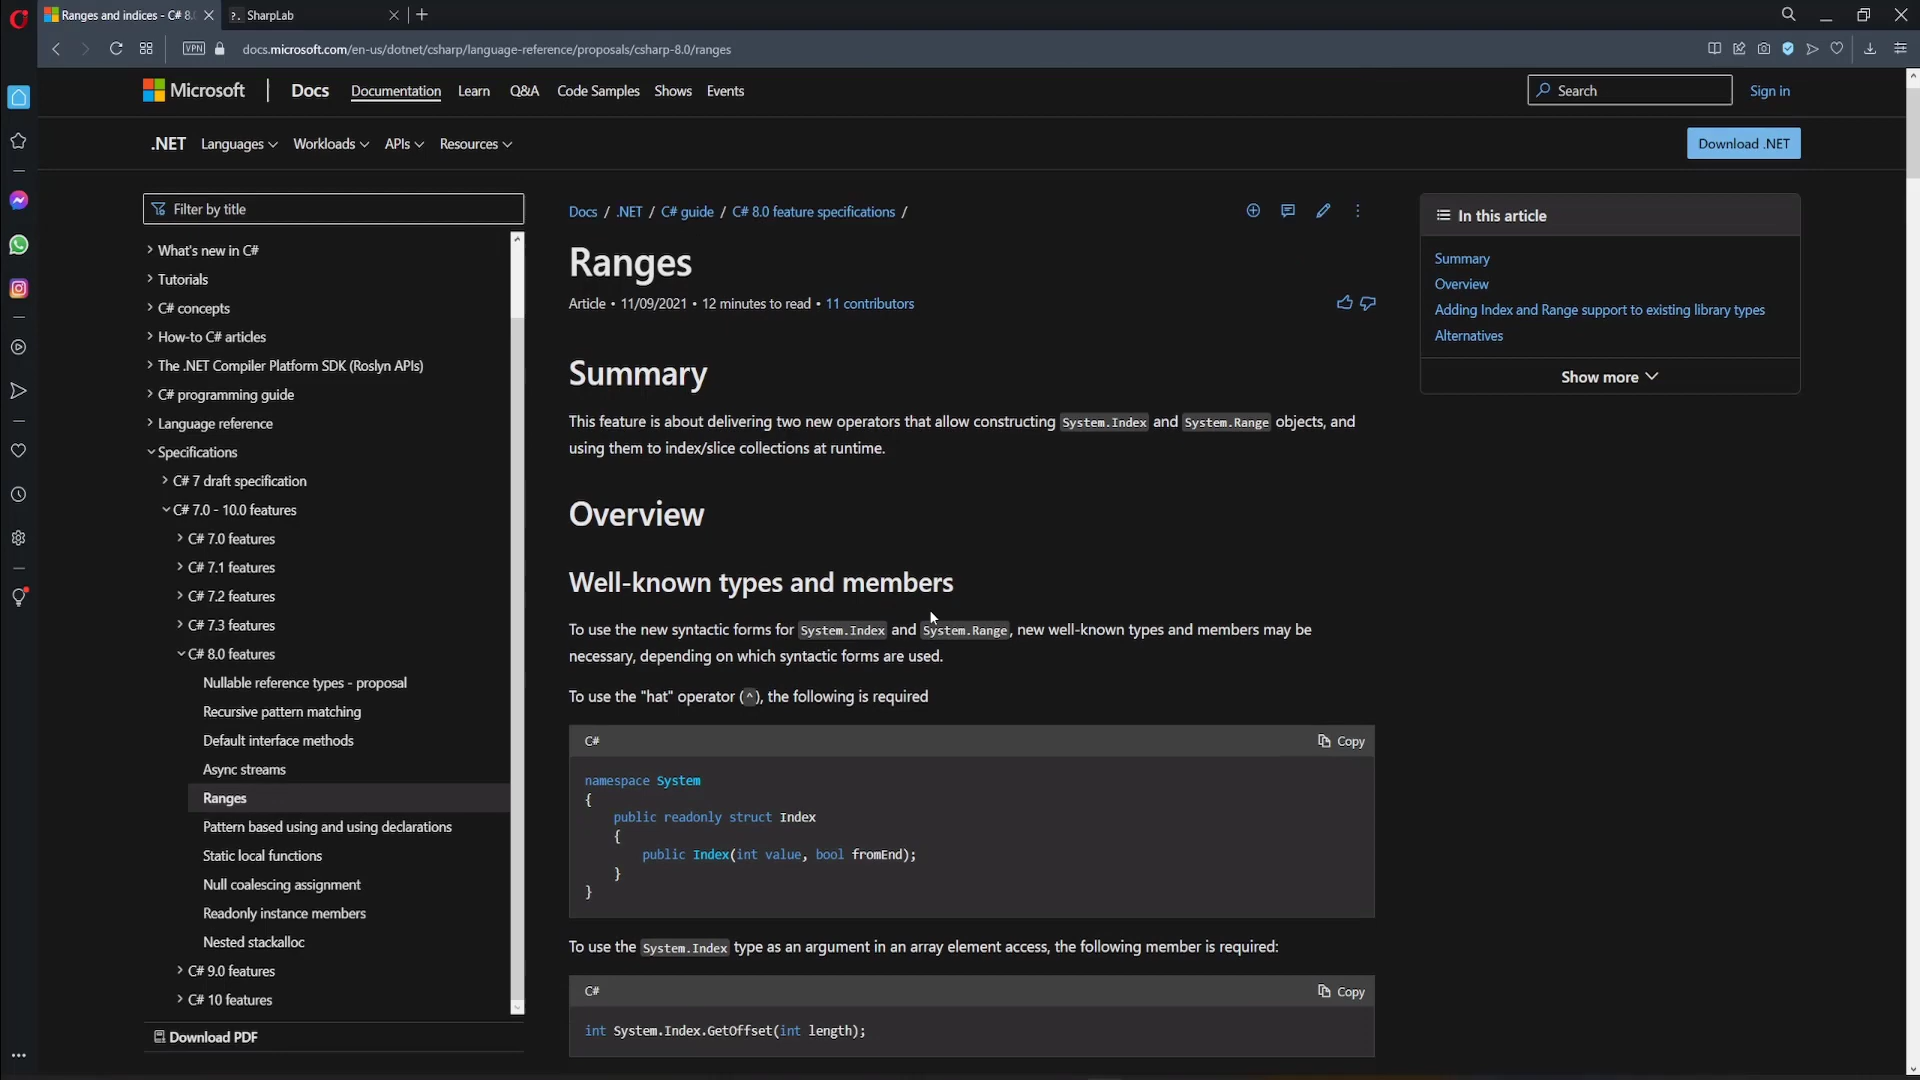 Ranges and indices - C# 8.
SharpLab
VPN
docs.microsoft.com/en-us/dotnet/csharp/language-reference/proposals/csharp-8.0/ranges
Microsoft
Docs
Documentation
Learn
Q&A
Code Samples
Shows
Events
Search
Sign in
.NET
Languages
Workloads
APIs
Resources
Download .NET
Filter by title
What's new in C#
Tutorials
C# concepts
How-to C# articles
The .NET Compiler Platform SDK (Roslyn APIs)
C# programming guide
Language reference
Specifications
C# 7 draft specification
C# 7.0 - 10.0 features
C# 7.0 features
C# 7.1 features
C# 7.2 features
C# 7.3 features
C# 8.0 features
Nullable reference types - proposal
Recursive pattern matching
Default interface methods
Async streams
Ranges
Pattern based using and using declarations
Static local functions
Null coalescing assignment
Readonly instance members
Nested stackalloc
C# 9.0 features
C# 10 features
Download PDF
Docs / .NET / C# guide / C# 8.0 feature specifications /
Ranges
Article • 11/09/2021 • 12 minutes to read • 11 contributors
Summary
This feature is about delivering two new operators that allow constructing System.Index and System.Range objects, and
using them to index/slice collections at runtime.
Overview
Well-known types and members
To use the new syntactic forms for System.Index and System.Range, new well-known types and members may be
necessary, depending on which syntactic forms are used.
To use the "hat" operator (^), the following is required
C#
Copy
namespace System
{
public readonly struct Index
{
public Index(int value, bool fromEnd);
}
}
To use the System.Index type as an argument in an array element access, the following member is required:
C#
Copy
int System.Index.GetOffset(int length);
In this article
Summary
Overview
Adding Index and Range support to existing library types
Alternatives
Show more